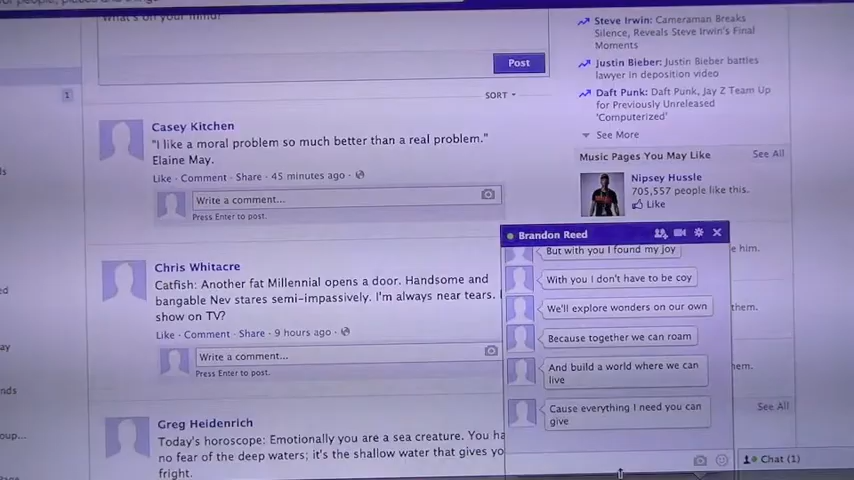 What's on your mind?
Post
SORT
1
Casey Kitchen
"I like a moral problem so much better than a real problem."
Elaine May.
Like · Comment · Share · 45 minutes ago ·
Write a comment...
Press Enter to post.
Chris Whitacre
Catfish: Another fat Millennial opens a door. Handsome and
bangable Nev stares semi-impassively. I'm always near tears.
show on TV?
Like · Comment · Share · 9 hours ago ·
Write a comment...
Press Enter to post.
Greg Heidenrich
Today's horoscope: Emotionally you are a sea creature. You ha
no fear of the deep waters; it's the shallow water that gives yo
fright.
Steve Irwin: Cameraman Breaks
Silence, Reveals Steve Irwin's Final
Moments
Justin Bieber: Justin Bieber battles
lawyer in deposition video
Daft Punk: Daft Punk, Jay Z Team Up
for Previously Unreleased
'Computerized'
See More
Music Pages You May Like See All
Nipsey Hussle
705,557 people like this.
Like
Brandon Reed
But with you I found my joy
With you I don't have to be coy
We'll explore wonders on our own
Because together we can roam
And build a world where we can
live
Cause everything I need you can
give
e him.
them.
hem.
See All
Chat (1)